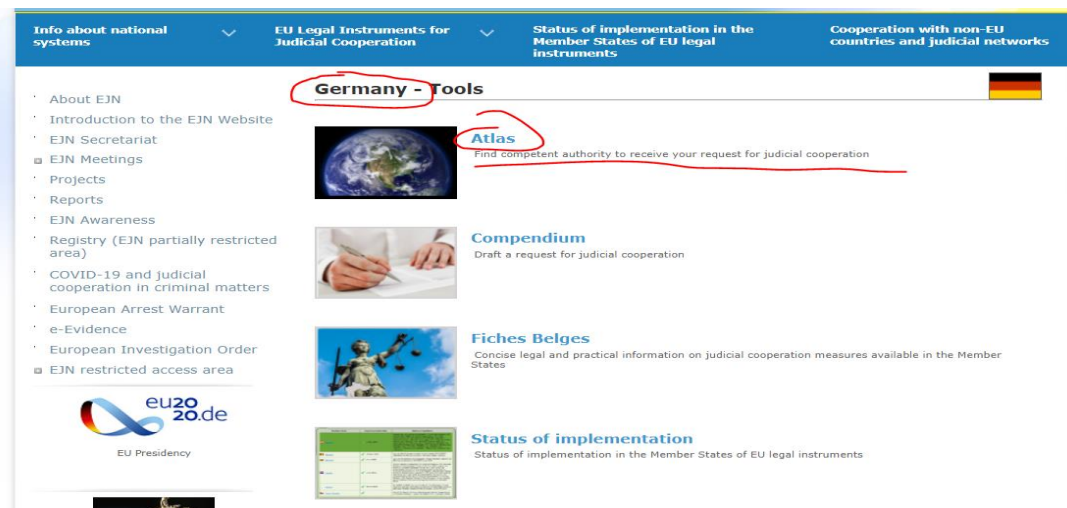 Info about national
systems
EU Legal Instruments for
Judicial Cooperation
Status of implementation in the
Member States of EU legal
instruments
Cooperation with non-EU
countries and judicial networks
About EJN
Introduction to the EJN Website
EJN Secretariat
EJN Meetings
Projects
Reports
EJN Awareness
Registry (EJN partially restricted
area)
COVID-19 and judicial
cooperation in criminal matters
European Arrest Warrant
e-Evidence
European Investigation Order
EJN restricted access area
eu20
20.de
EU Presidency
Germany - Tools
Atlas
Find competent authority to receive your request for judicial cooperation
Compendium
Draft a request for judicial cooperation
Fiches Belges
Concise legal and practical information on judicial cooperation measures available in the Member
States
Status of implementation
Status of implementation in the Member States of EU legal instruments